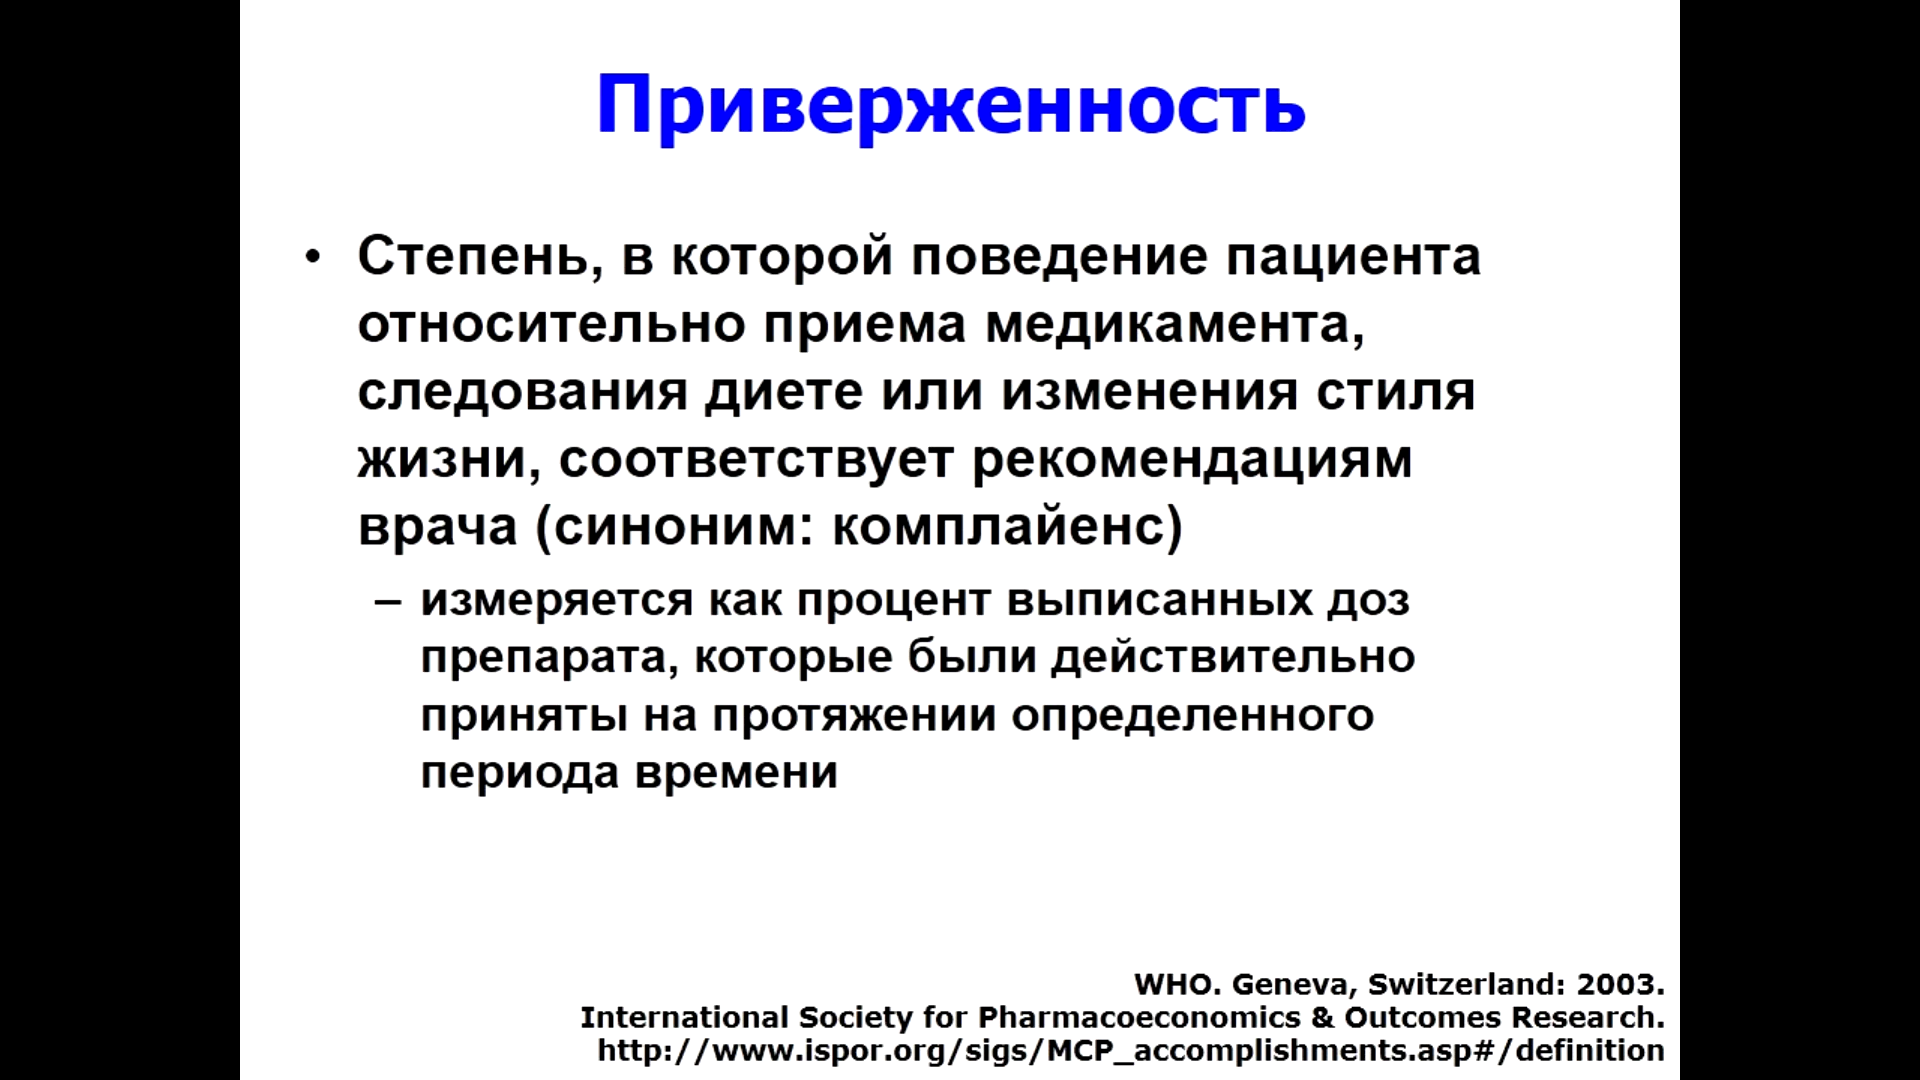 Приверженность
• Степень, в которой поведение пациента
относительно приема медикамента,
следования диете или изменения стиля
жизни, соответствует рекомендациям
врача (синоним: комплайенс)
– измеряется как процент выписанных доз
препарата, которые были действительно
приняты на протяжении определенного
периода времени
WHO. Geneva, Switzerland: 2003.
International Society for Pharmacoeconomics & Outcomes Research.
http://www.ispor.org/sigs/MCP_accomplishments.asp#/definition